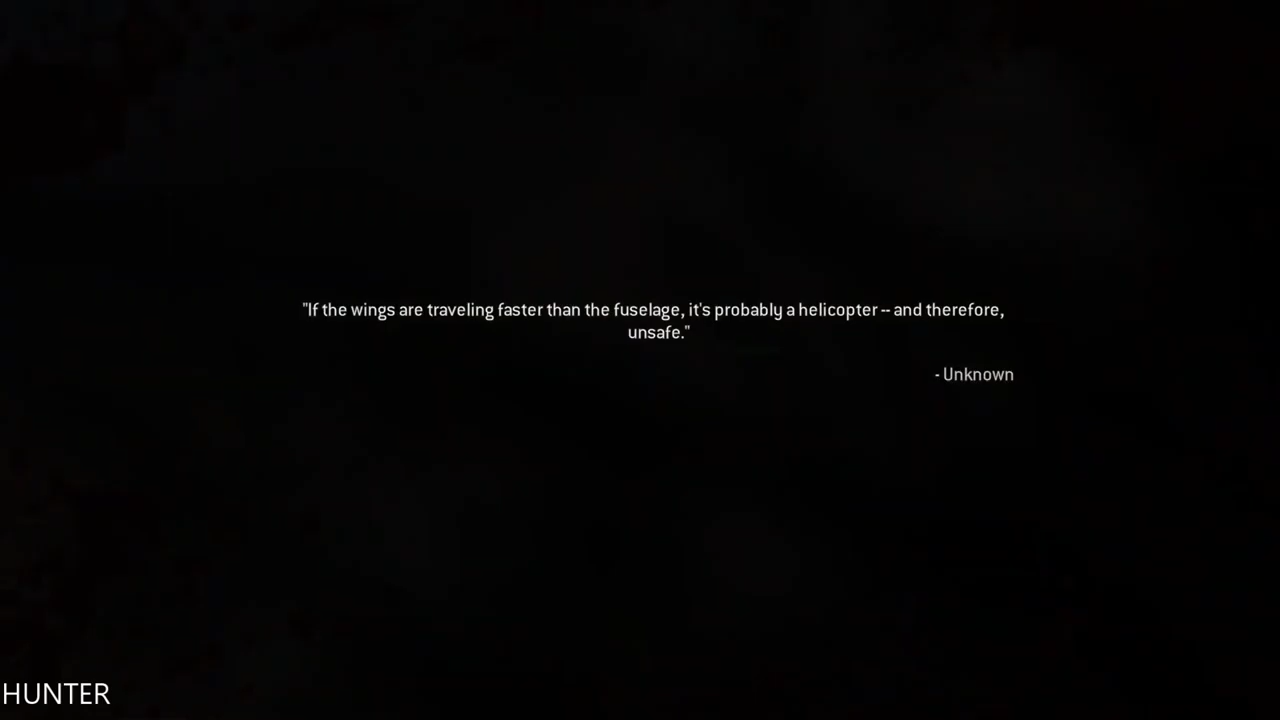 "If the wings are traveling faster than the fuselage, it's probably a helicopter -- and therefore,
unsafe."
- Unknown
HUNTER